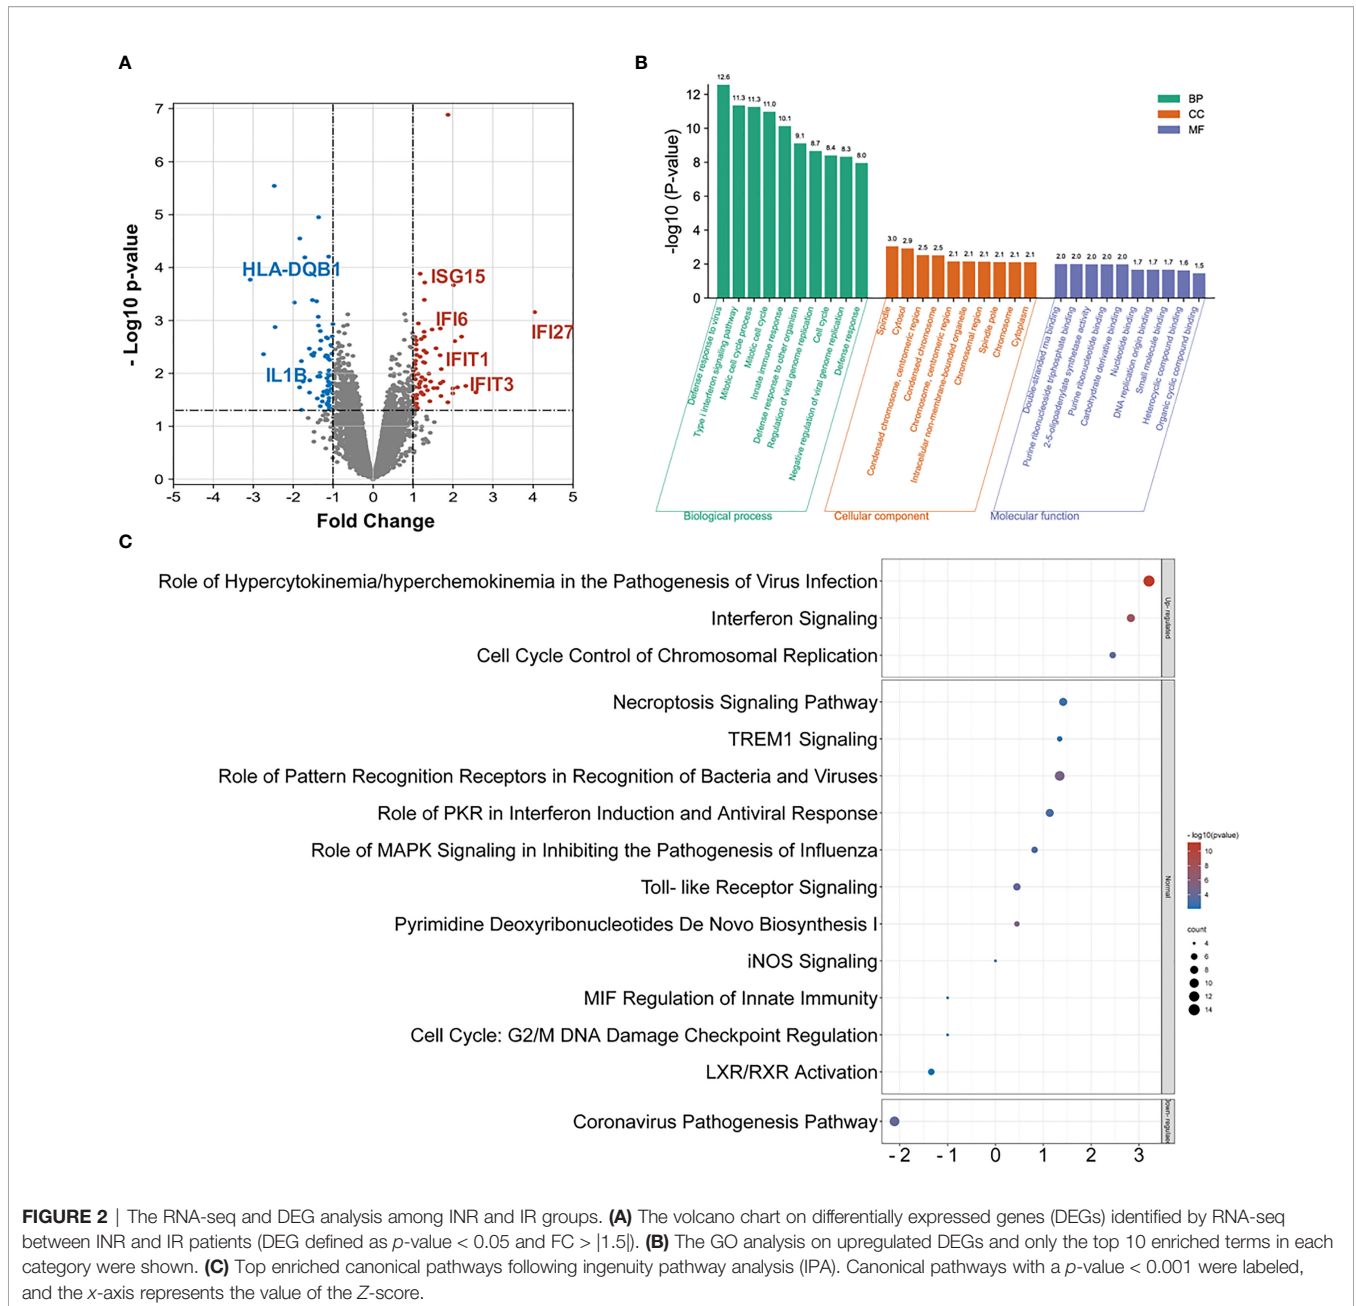 A
7
6
5
4
3
2
1
0
- Log10 p-value
HLA-DQB1
IL1B
ISG15
IFI6
IFI27
IFIT1
IFIT3
-5 -4 -3 -2 -1 0 1 2 3 4 5
Fold Change
B
12
10
8
6
4
2
0
-log10 (P-value)
12.6 11.3 11.3 11.0 10.1 9.1 8.7 8.4 8.3 8.0
3.0 2.9 2.5 2.5 2.1 2.1 2.1 2.1 2.1 2.1
2.0 2.0 2.0 2.0 2.0 1.7 1.7 1.7 1.6 1.5
BP
CC
MF
Defense response to virus
Type I interferon signaling pathway
Mitotic cell cycle process
Mitotic cell cycle
Innate immune response
Defense response to other organism
Regulation of viral genome replication
Cell cycle
Negative regulation of viral genome replication
Defense response
Spindle
Cytosol
Condensed chromosome, centromeric region
Condensed chromosome
Chromosome, centromeric region
Intracellular non-membrane-bounded organelle
Chromosomal region
Spindle pole
Chromosome
Cytoplasm
Double-stranded rna binding
Purine ribonucleoside triphosphate binding
2-5-oligoadenylate synthetase activity
Purine ribonucleotide binding
Carbohydrate derivative binding
Nucleotide binding
DNA replication origin binding
Small molecule binding
Heterocyclic compound binding
Organic cyclic compound binding
Biological process
Cellular component
Molecular function
C
Role of Hypercytokinemia/hyperchemokinemia in the Pathogenesis of Virus Infection
Interferon Signaling
Cell Cycle Control of Chromosomal Replication
Necroptosis Signaling Pathway
TREM1 Signaling
Role of Pattern Recognition Receptors in Recognition of Bacteria and Viruses
Role of PKR in Interferon Induction and Antiviral Response
Role of MAPK Signaling in Inhibiting the Pathogenesis of Influenza
Toll- like Receptor Signaling
Pyrimidine Deoxyribonucleotides De Novo Biosynthesis I
iNOS Signaling
MIF Regulation of Innate Immunity
Cell Cycle: G2/M DNA Damage Checkpoint Regulation
LXR/RXR Activation
Coronavirus Pathogenesis Pathway
Up- regulated
Normal
Down- regulated
- 2 - 1 0 1 2 3
- log10(pvalue)
10
8
6
4
count
4
6
8
10
12
14
FIGURE 2 | The RNA-seq and DEG analysis among INR and IR groups. (A) The volcano chart on differentially expressed genes (DEGs) identified by RNA-seq
between INR and IR patients (DEG defined as p-value < 0.05 and FC > |1.5|). (B) The GO analysis on upregulated DEGs and only the top 10 enriched terms in each
category were shown. (C) Top enriched canonical pathways following ingenuity pathway analysis (IPA). Canonical pathways with a p-value < 0.001 were labeled,
and the x-axis represents the value of the Z-score.